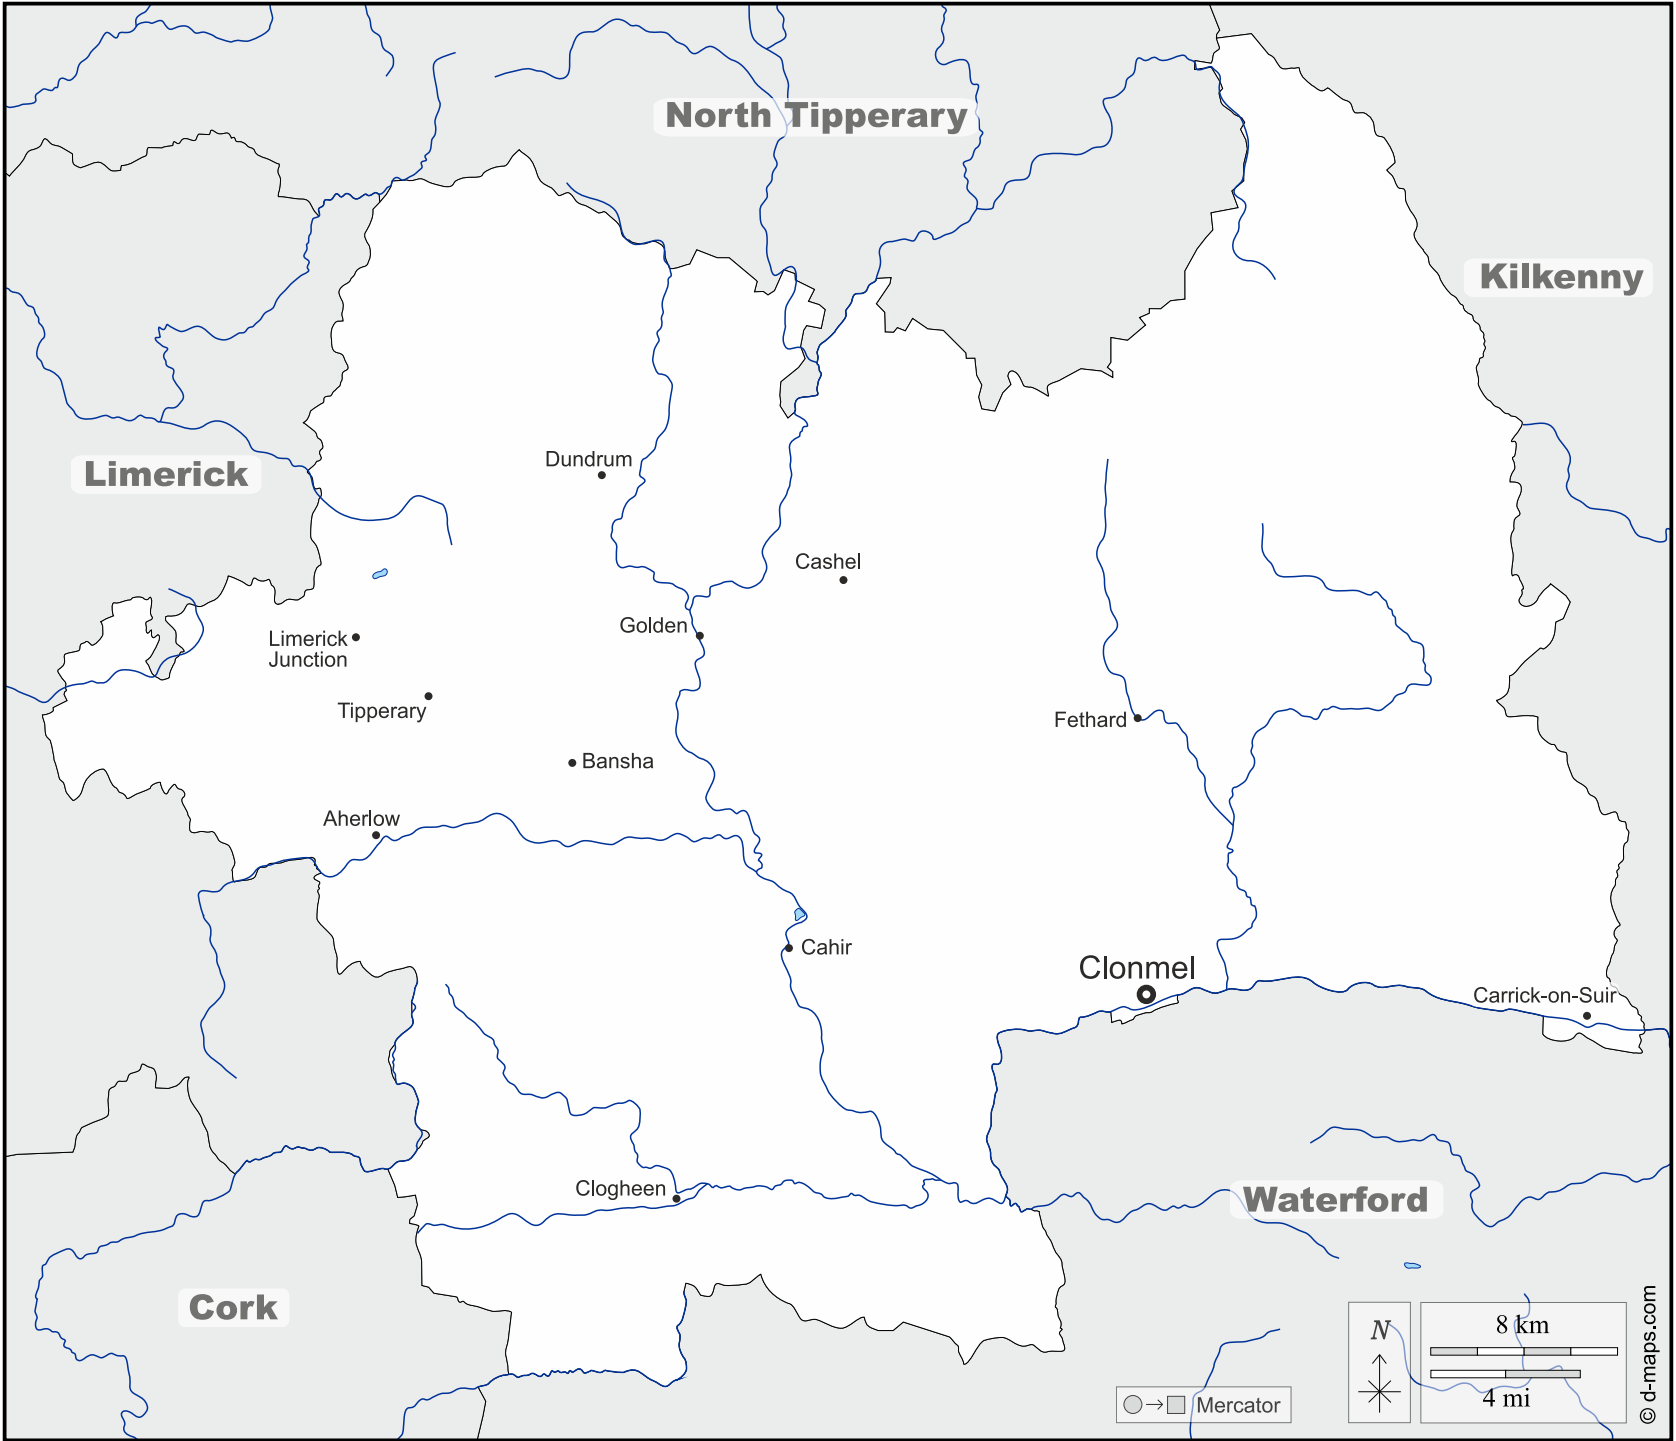 North Tipperary
Kilkenny
Limerick
Dundrum
Cashel
Golden
Limerick
Junction
Tipperary
Fethard
Bansha
Aherlow
Cahir
Clonmel
Carrick-on-Suir
Clogheen
Waterford
Cork
N
8 km
4 mi
Mercator
© d-maps.com